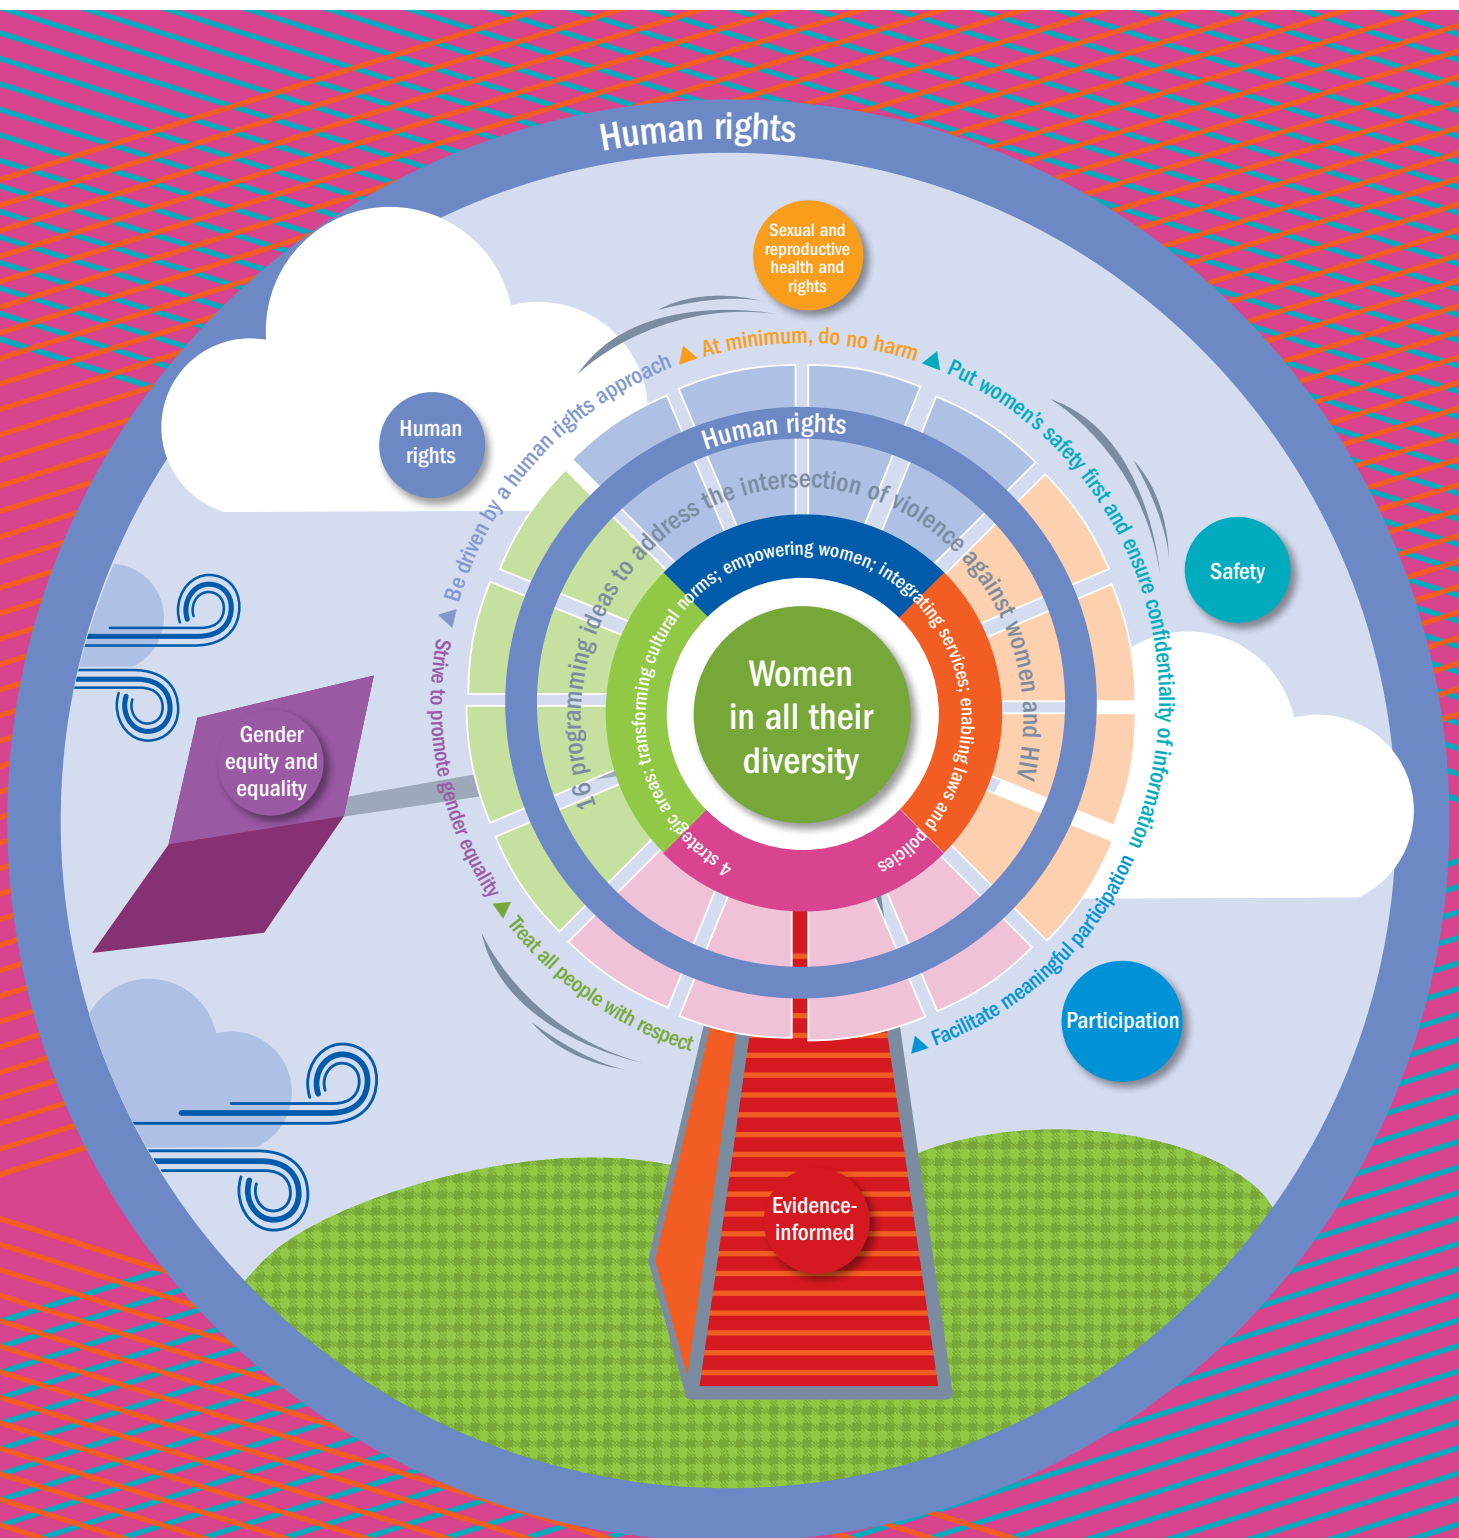 Human rights
Sexual and
reproductive
health and
rights
Human
rights
Safety
Gender
equity and
equality
Participation
Evidence-
informed
Be driven by a human rights approach
At minimum, do no harm
Put women's safety first and ensure confidentiality of information
Facilitate meaningful participation
Strive to promote gender equality
Treat all people with respect
Human rights
16 programming ideas to address the intersection of violence against women and HIV
4 strategic areas: transforming cultural norms; empowering women; integrating services; enabling laws and policies
Women
in all their
diversity